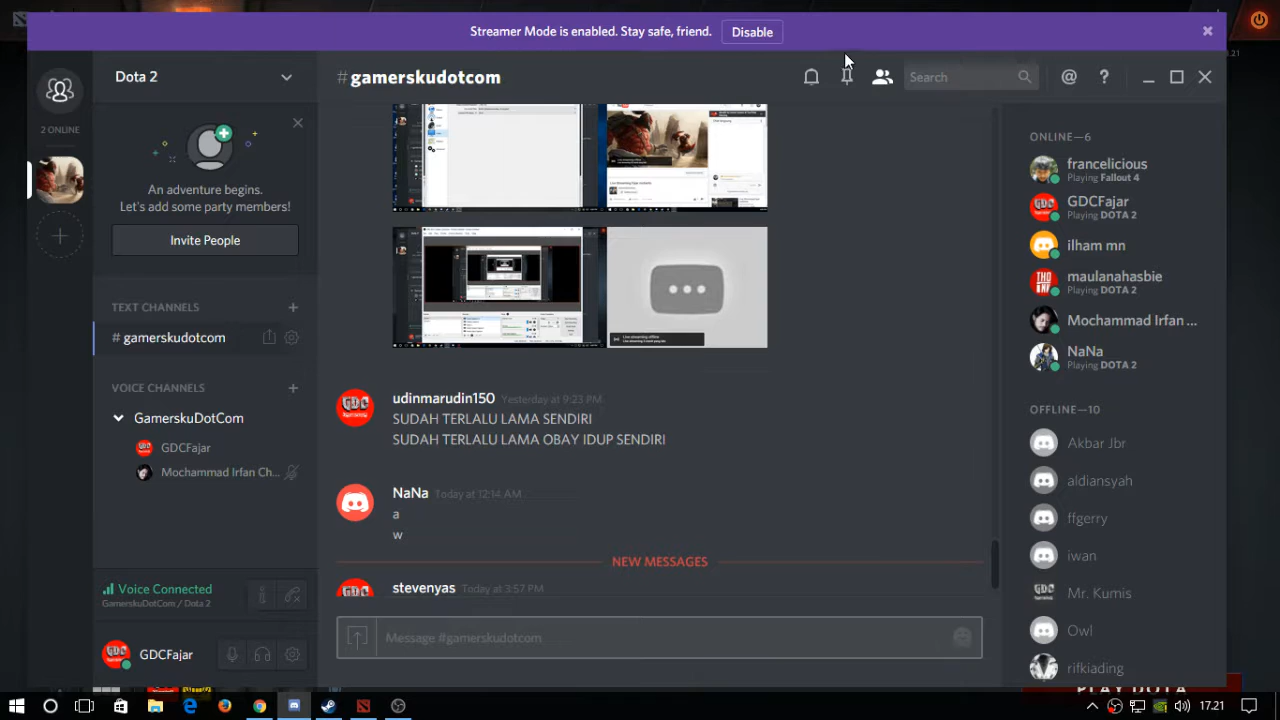 Streamer Mode is enabled. Stay safe, friend. Disable
Dota 2
#gamerskudotcom
Search
@
?
2 ONLINE
An adventure begins.
Let's add some party members!
Invite People
TEXT CHANNELS
# gamerskudotcom
VOICE CHANNELS
GamerskuDotCom
GDCFajar
Mochammad Irfan Ch...
Voice Connected
GamerskuDotCom / Dota 2
GDCFajar
udinmarudin150 Yesterday at 9:23 PM
SUDAH TERLALU LAMA SENDIRI
SUDAH TERLALU LAMA OBAY IDUP SENDIRI
NaNa Today at 12:14 AM
a
w
NEW MESSAGES
stevenyas Today at 3:57 PM
Message #gamerskudotcom
ONLINE—6
francelicious
Playing Fallout 4
GDCFajar
Playing DOTA 2
ilham mn
maulanahasbie
Playing DOTA 2
Mochammad Irfan ...
NaNa
Playing DOTA 2
OFFLINE—10
Akbar Jbr
aldiansyah
ffgerry
iwan
Mr. Kumis
Owl
rifkiading
PLAY DOTA
17.21